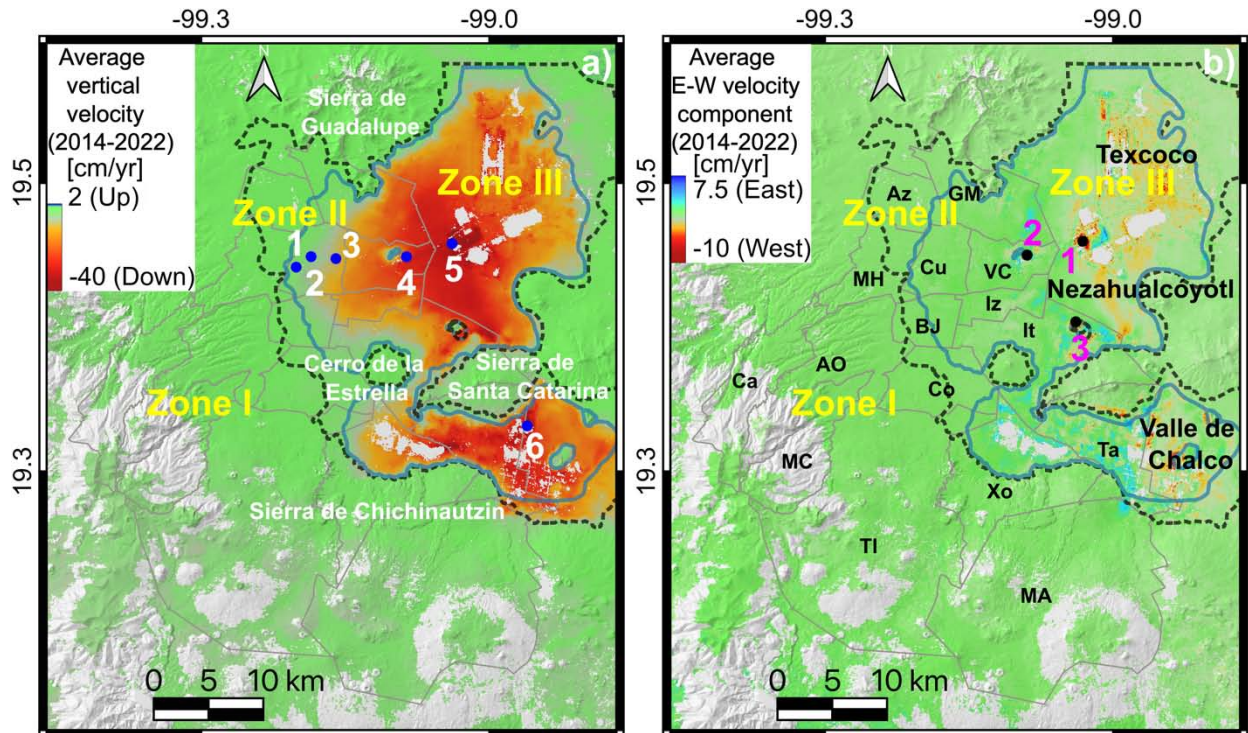 -99.3
-99.0
Average
vertical
velocity
(2014-2022)
[cm/yr]
2 (Up)
-40 (Down)
N
a)
Sierra de
Guadalupe
19.5
Zone II
Zone III
1
2
3
4
5
Cerro de la
Estrella
Sierra de
Santa Catarina
Zone I
6
19.3
Sierra de Chichinautzin
0 5 10 km
-99.3
-99.0
Average
E-W velocity
component
(2014-2022)
[cm/yr]
7.5 (East)
-10 (West)
N
b)
Texcoco
19.5
Az
GM
Zone II
Zone III
2
1
Cu
VC
MH
Nezahualcóyotl
Iz
BJ
It
3
AO
Ca
Co
Zone I
Valle de
Chalco
Ta
MC
19.3
Xo
Tl
MA
0 5 10 km